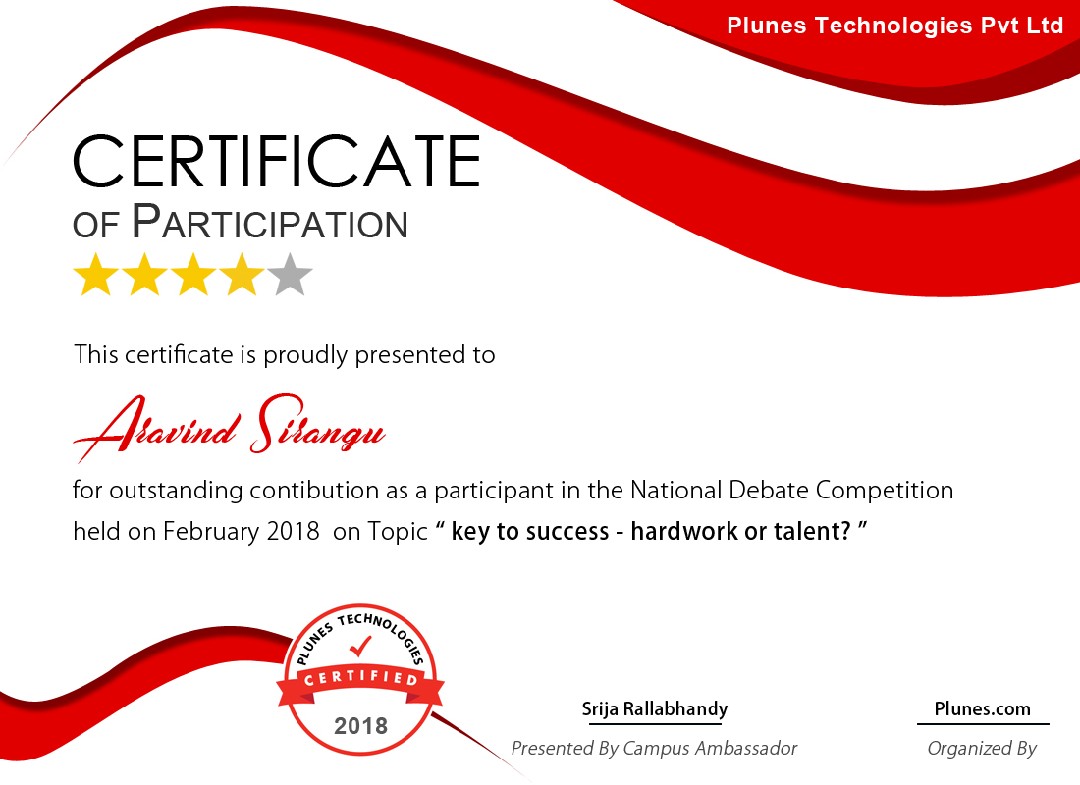 Plunes Technologies Pvt Ltd
CERTIFICATE
OF PARTICIPATION
This certificate is proudly presented to
Aravind Sirangu
for outstanding contibution as a participant in the National Debate Competition
held on February 2018 on Topic “ key to success - hardwork or talent? ”
PLUNES TECHNOLOGIES
CERTIFIED
2018
Srija Rallabhandy
Presented By Campus Ambassador
Plunes.com
Organized By